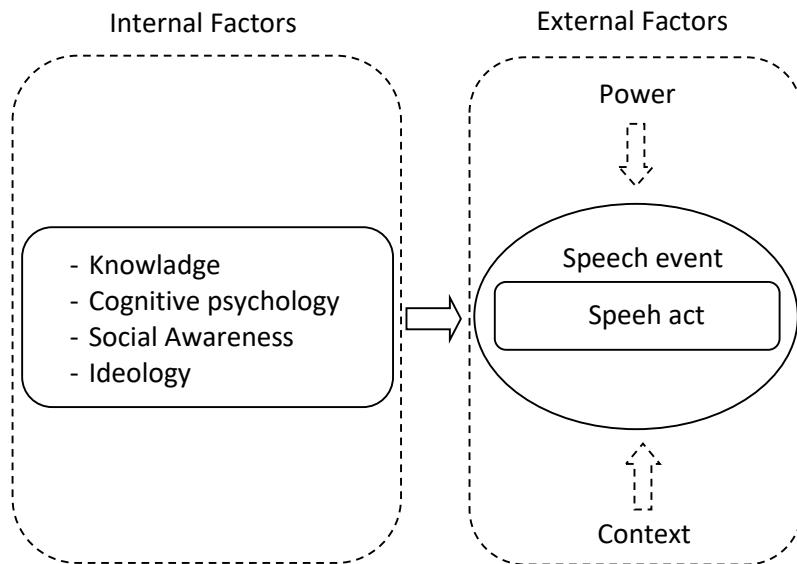 Internal Factors
- Knowladge
- Cognitive psychology
- Social Awareness
- Ideology
External Factors
Power
Speech event
Speeh act
Context